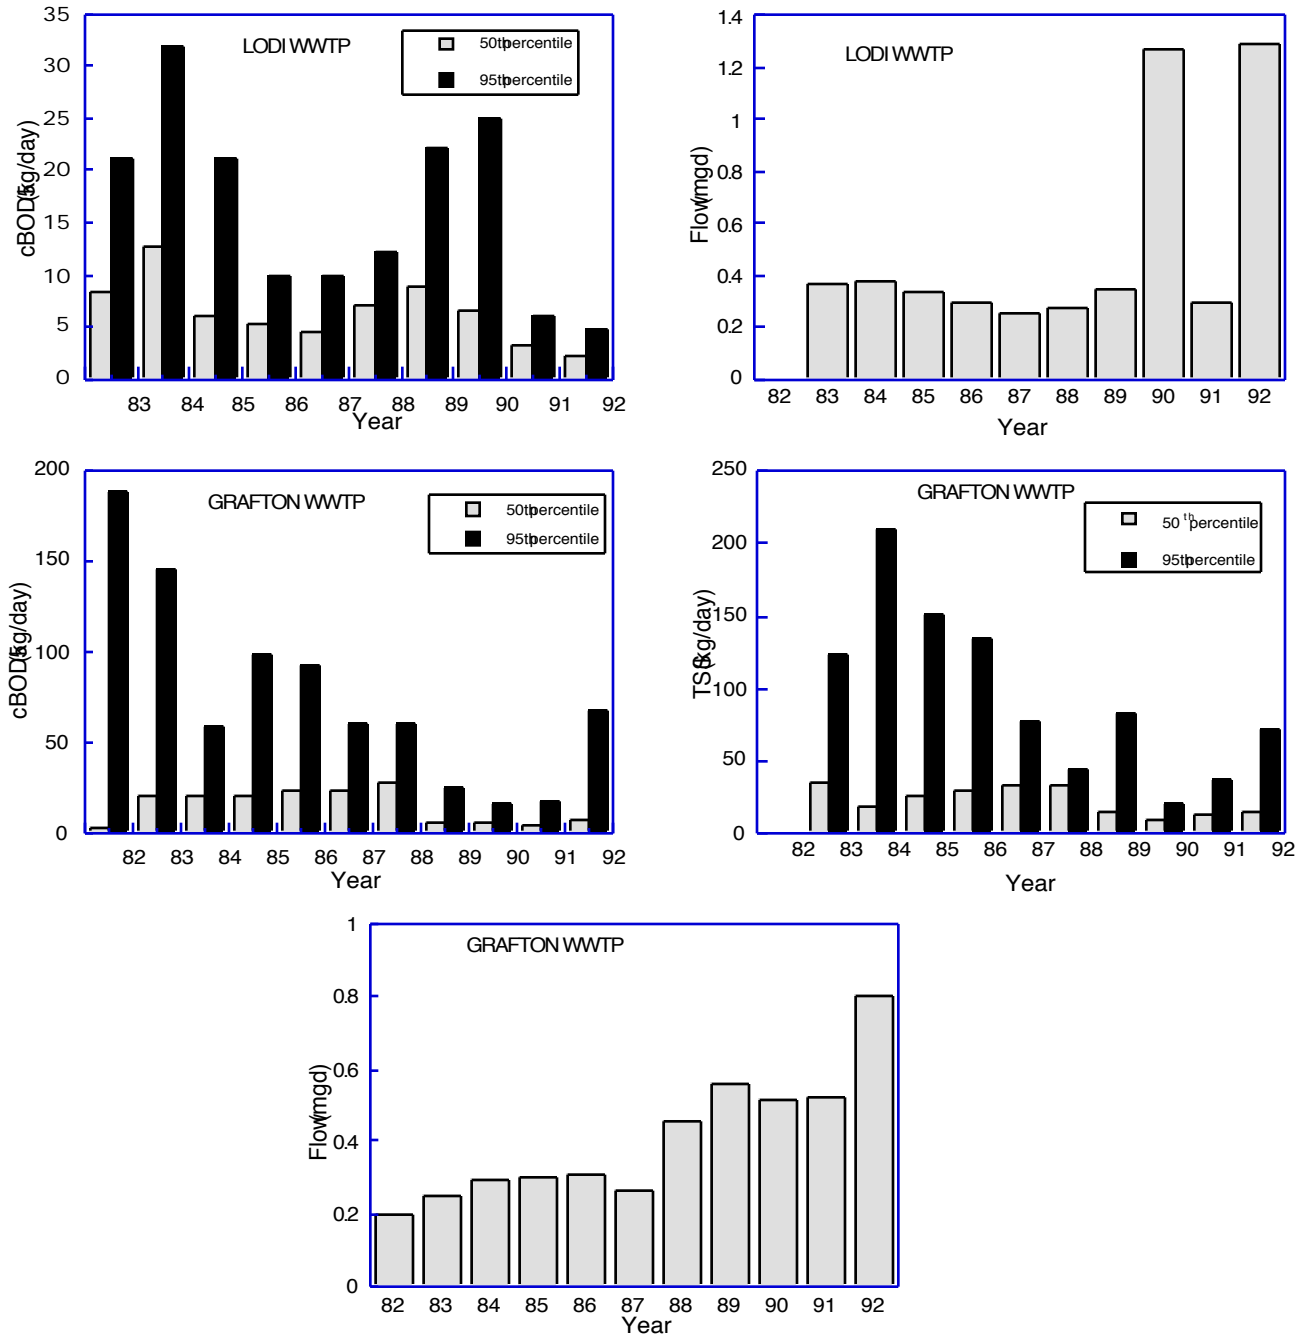 LODI WWTP
50th percentile
95th percentile
cBOD5 (kg/day)
35
30
25
20
15
10
5
0
83 84 85 86 87 88 89 90 91 92
Year
LODI WWTP
Flow (mgd)
1.4
1.2
1
0.8
0.6
0.4
0.2
0
82 83 84 85 86 87 88 89 90 91 92
Year
GRAFTON WWTP
50th percentile
95th percentile
cBOD5 (kg/day)
200
150
100
50
0
82 83 84 85 86 87 88 89 90 91 92
Year
GRAFTON WWTP
50 th percentile
95th percentile
TSS (kg/day)
250
200
150
100
50
0
82 83 84 85 86 87 88 89 90 91 92
Year
GRAFTON WWTP
Flow (mgd)
1
0.8
0.6
0.4
0.2
0
82 83 84 85 86 87 88 89 90 91 92
Year